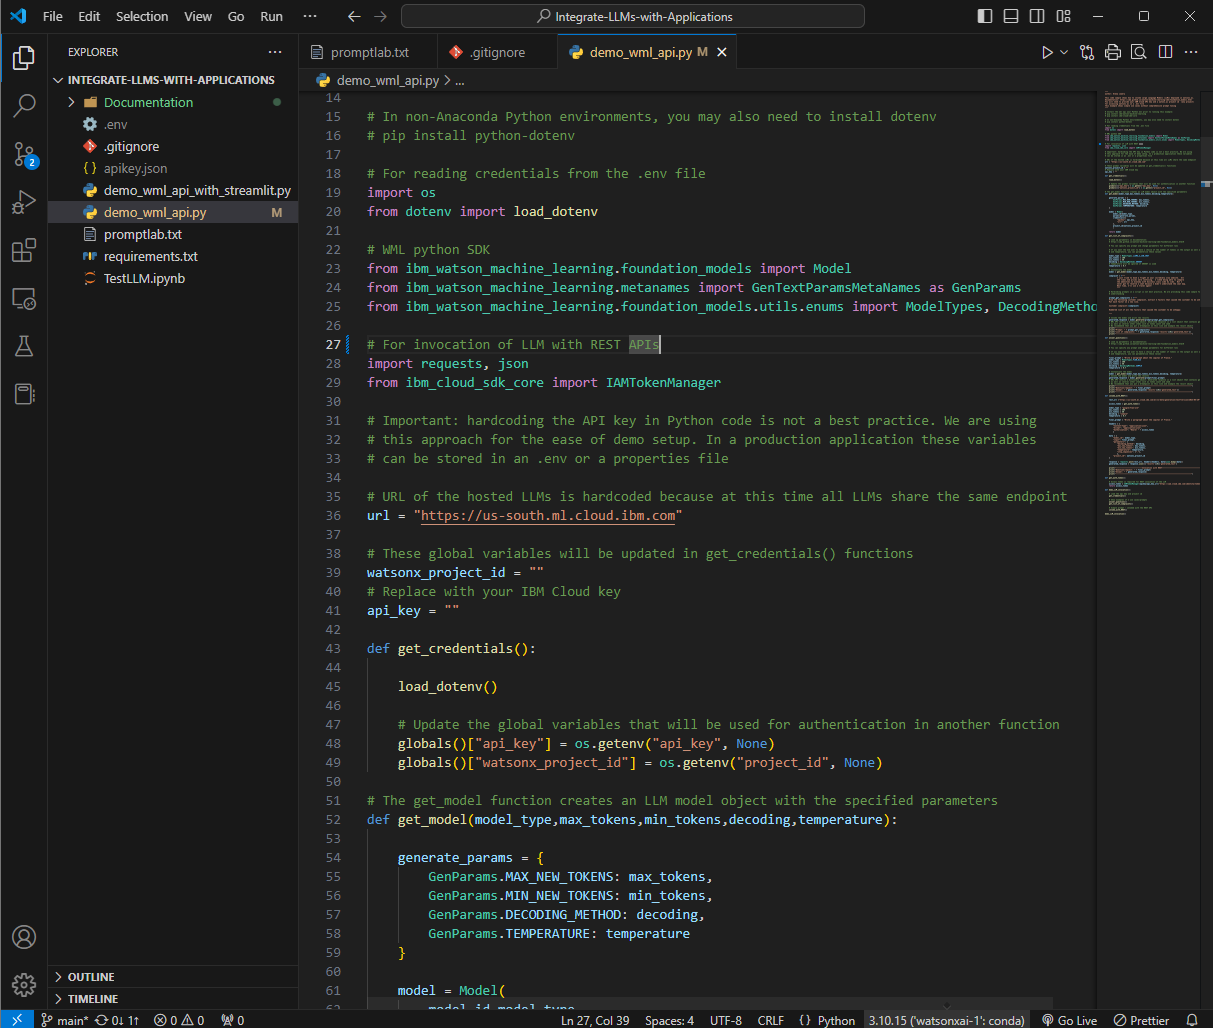 File Edit Selection View Go Run ··· Integrate-LLMs-with-Applications
EXPLORER ···
INTEGRATE-LLMS-WITH-APPLICATIONS
Documentation
.env
.gitignore
{ } apikey.json
demo_wml_api_with_streamlit.py
demo_wml_api.py M
promptlab.txt
requirements.txt
TestLLM.ipynb
OUTLINE
TIMELINE
2
promptlab.txt .gitignore demo_wml_api.py M
demo_wml_api.py > ...
14
15 # In non-Anaconda Python environments, you may also need to install dotenv
16 # pip install python-dotenv
17
18 # For reading credentials from the .env file
19 import os
20 from dotenv import load_dotenv
21
22 # WML python SDK
23 from ibm_watson_machine_learning.foundation_models import Model
24 from ibm_watson_machine_learning.metanames import GenTextParamsMetaNames as GenParams
25 from ibm_watson_machine_learning.foundation_models.utils.enums import ModelTypes, DecodingMetho
26
27 # For invocation of LLM with REST APIs
28 import requests, json
29 from ibm_cloud_sdk_core import IAMTokenManager
30
31 # Important: hardcoding the API key in Python code is not a best practice. We are using
32 # this approach for the ease of demo setup. In a production application these variables
33 # can be stored in an .env or a properties file
34
35 # URL of the hosted LLMs is hardcoded because at this time all LLMs share the same endpoint
36 url = "https://us-south.ml.cloud.ibm.com"
37
38 # These global variables will be updated in get_credentials() functions
39 watsonx_project_id = ""
40 # Replace with your IBM Cloud key
41 api_key = ""
42
43 def get_credentials():
44
45 load_dotenv()
46
47 # Update the global variables that will be used for authentication in another function
48 globals()["api_key"] = os.getenv("api_key", None)
49 globals()["watsonx_project_id"] = os.getenv("project_id", None)
50
51 # The get_model function creates an LLM model object with the specified parameters
52 def get_model(model_type,max_tokens,min_tokens,decoding,temperature):
53
54 generate_params = {
55 GenParams.MAX_NEW_TOKENS: max_tokens,
56 GenParams.MIN_NEW_TOKENS: min_tokens,
57 GenParams.DECODING_METHOD: decoding,
58 GenParams.TEMPERATURE: temperature
59 }
60
61 model = Model(
main* 0↓ 1↑ 0 0 0 Ln 27, Col 39 Spaces: 4 UTF-8 CRLF { } Python 3.10.15 ('watsonxai-1': conda) Go Live Prettier